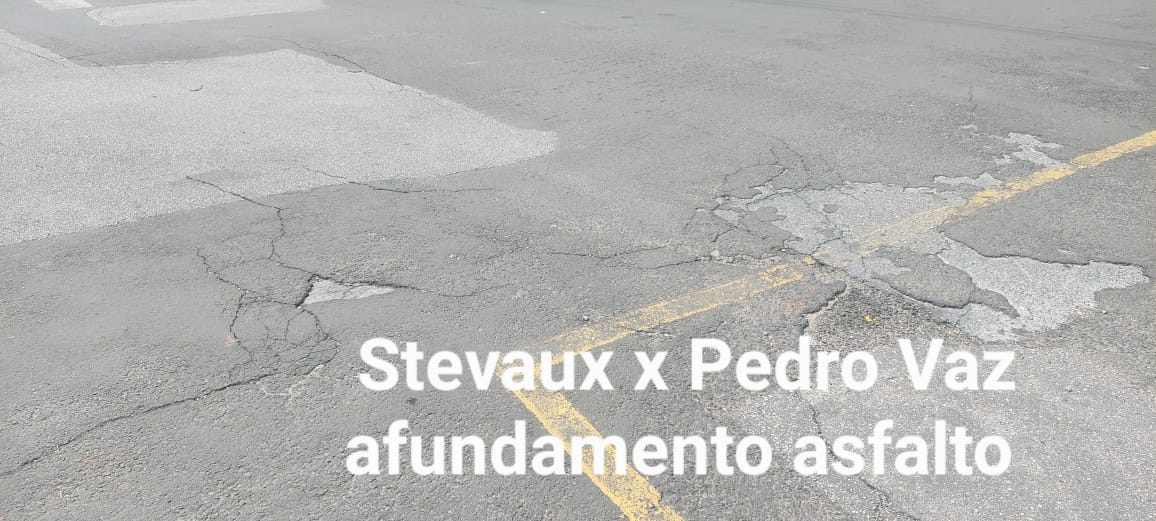 Stevaux x Pedro Vaz
afundamento asfalto